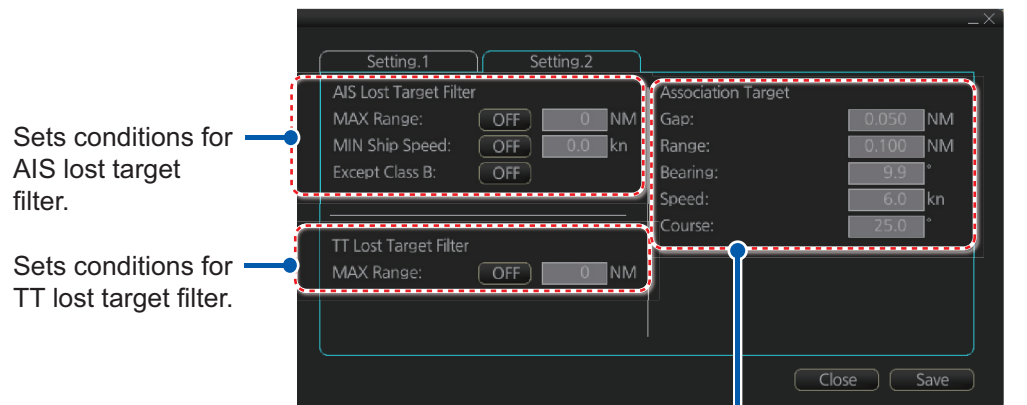 Setting.1
Setting.2
Sets conditions for
AIS lost target
filter.
AIS Lost Target Filter
MAX Range: OFF 0 NM
MIN Ship Speed: OFF 0.0 kn
Except Class B: OFF
Sets conditions for
TT lost target filter.
TT Lost Target Filter
MAX Range: OFF 0 NM
Association Target
Gap: 0.050 NM
Range: 0.100 NM
Bearing: 9.9 °
Speed: 6.0 kn
Course: 25.0 °
Close
Save